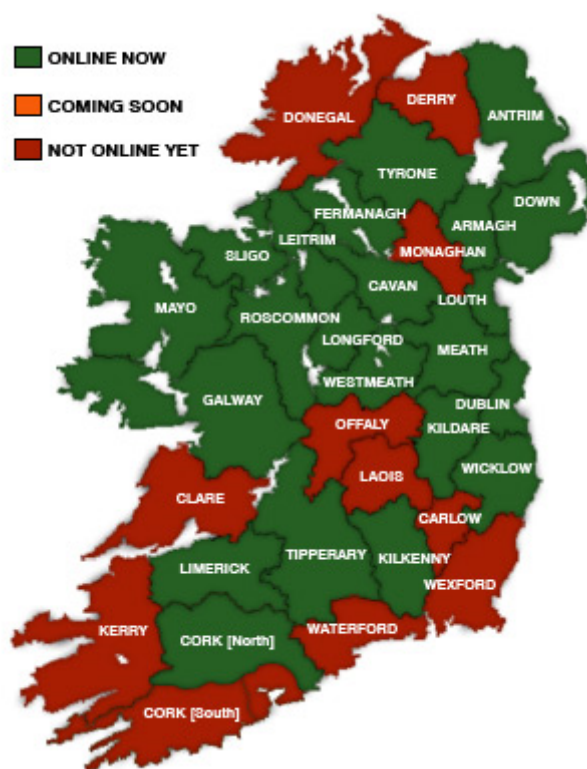 ONLINE NOW
COMING SOON
NOT ONLINE YET
DONEGAL
DERRY
ANTRIM
TYRONE
DOWN
FERMANAGH
ARMAGH
LEITRIM
MONAGHAN
SLIGO
CAVAN
LOUTH
MAYO
ROSCOMMON
LONGFORD
MEATH
WESTMEATH
GALWAY
DUBLIN
OFFALY
KILDARE
WICKLOW
LAOIS
CLARE
CARLOW
TIPPERARY
KILKENNY
LIMERICK
WEXFORD
KERRY
WATERFORD
CORK [North]
CORK [South]